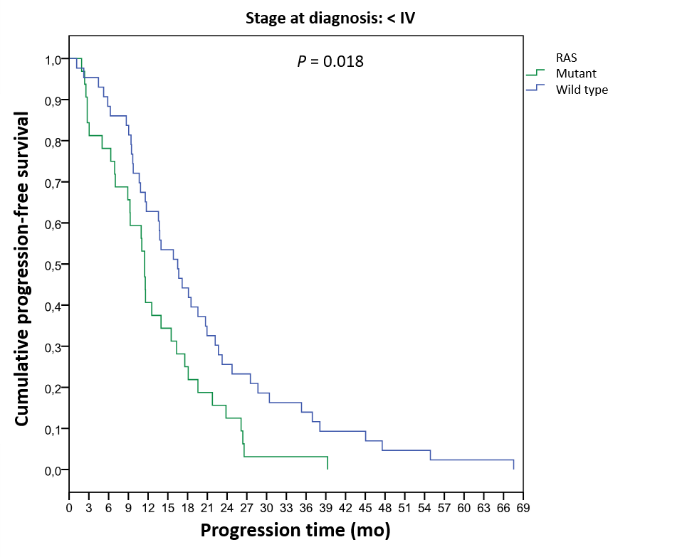 Stage at diagnosis: < IV
P = 0.018
RAS
Mutant
Wild type
Cumulative progression-free survival
1,0
0,9
0,8
0,7
0,6
0,5
0,4
0,3
0,2
0,1
0,0
0 3 6 9 12 15 18 21 24 27 30 33 36 39 42 45 48 51 54 57 60 63 66 69
Progression time (mo)